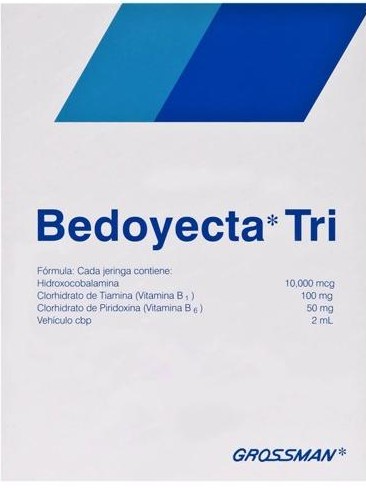 Bedoyecta* Tri
Fórmula: Cada jeringa contiene:
Hidroxocobalamina 10,000 mcg
Clorhidrato de Tiamina (Vitamina B₁) 100 mg
Clorhidrato de Piridoxina (Vitamina B₆) 50 mg
Vehículo cbp 2 mL
GROSSMAN*